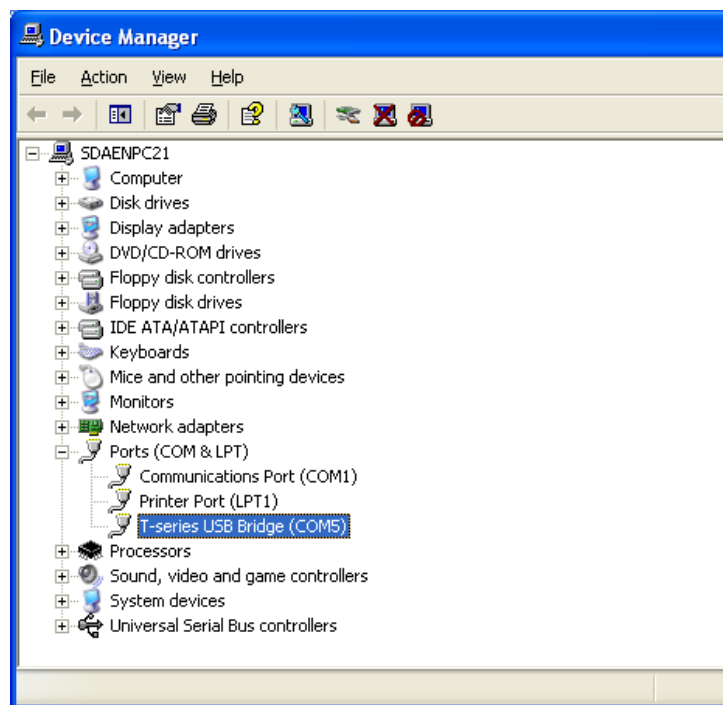 Device Manager
File Action View Help
SDAENPC21
Computer
Disk drives
Display adapters
DVD/CD-ROM drives
Floppy disk controllers
Floppy disk drives
IDE ATA/ATAPI controllers
Keyboards
Mice and other pointing devices
Monitors
Network adapters
Ports (COM & LPT)
Communications Port (COM1)
Printer Port (LPT1)
T-series USB Bridge (COM5)
Processors
Sound, video and game controllers
System devices
Universal Serial Bus controllers